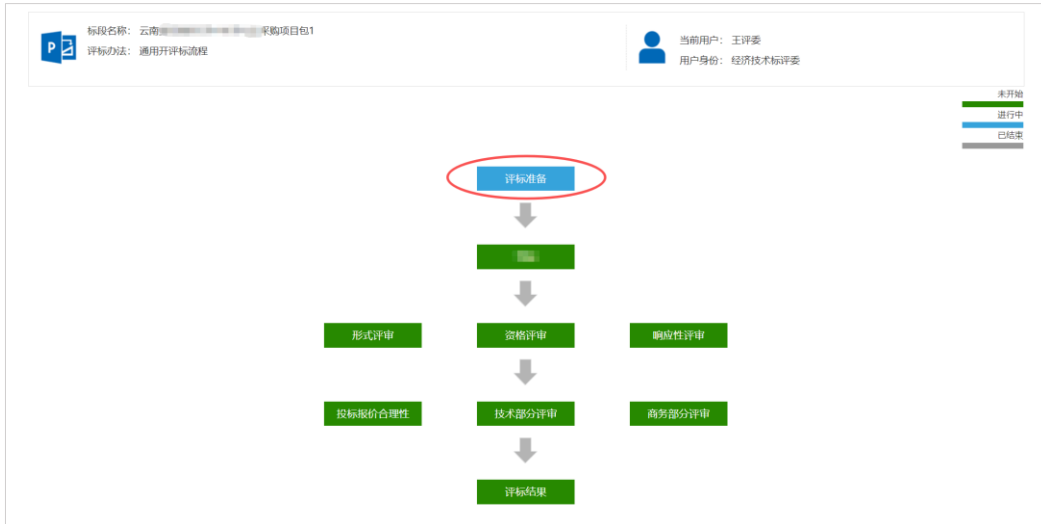 标段名称： 云南 采购项目包1
评标办法： 通用开评标流程
当前用户： 王评委
用户身份： 经济技术标评委
未开始
进行中
已结束
评标准备
形式评审 资格评审 响应性评审
投标报价合理性 技术部分评审 商务部分评审
评标结果